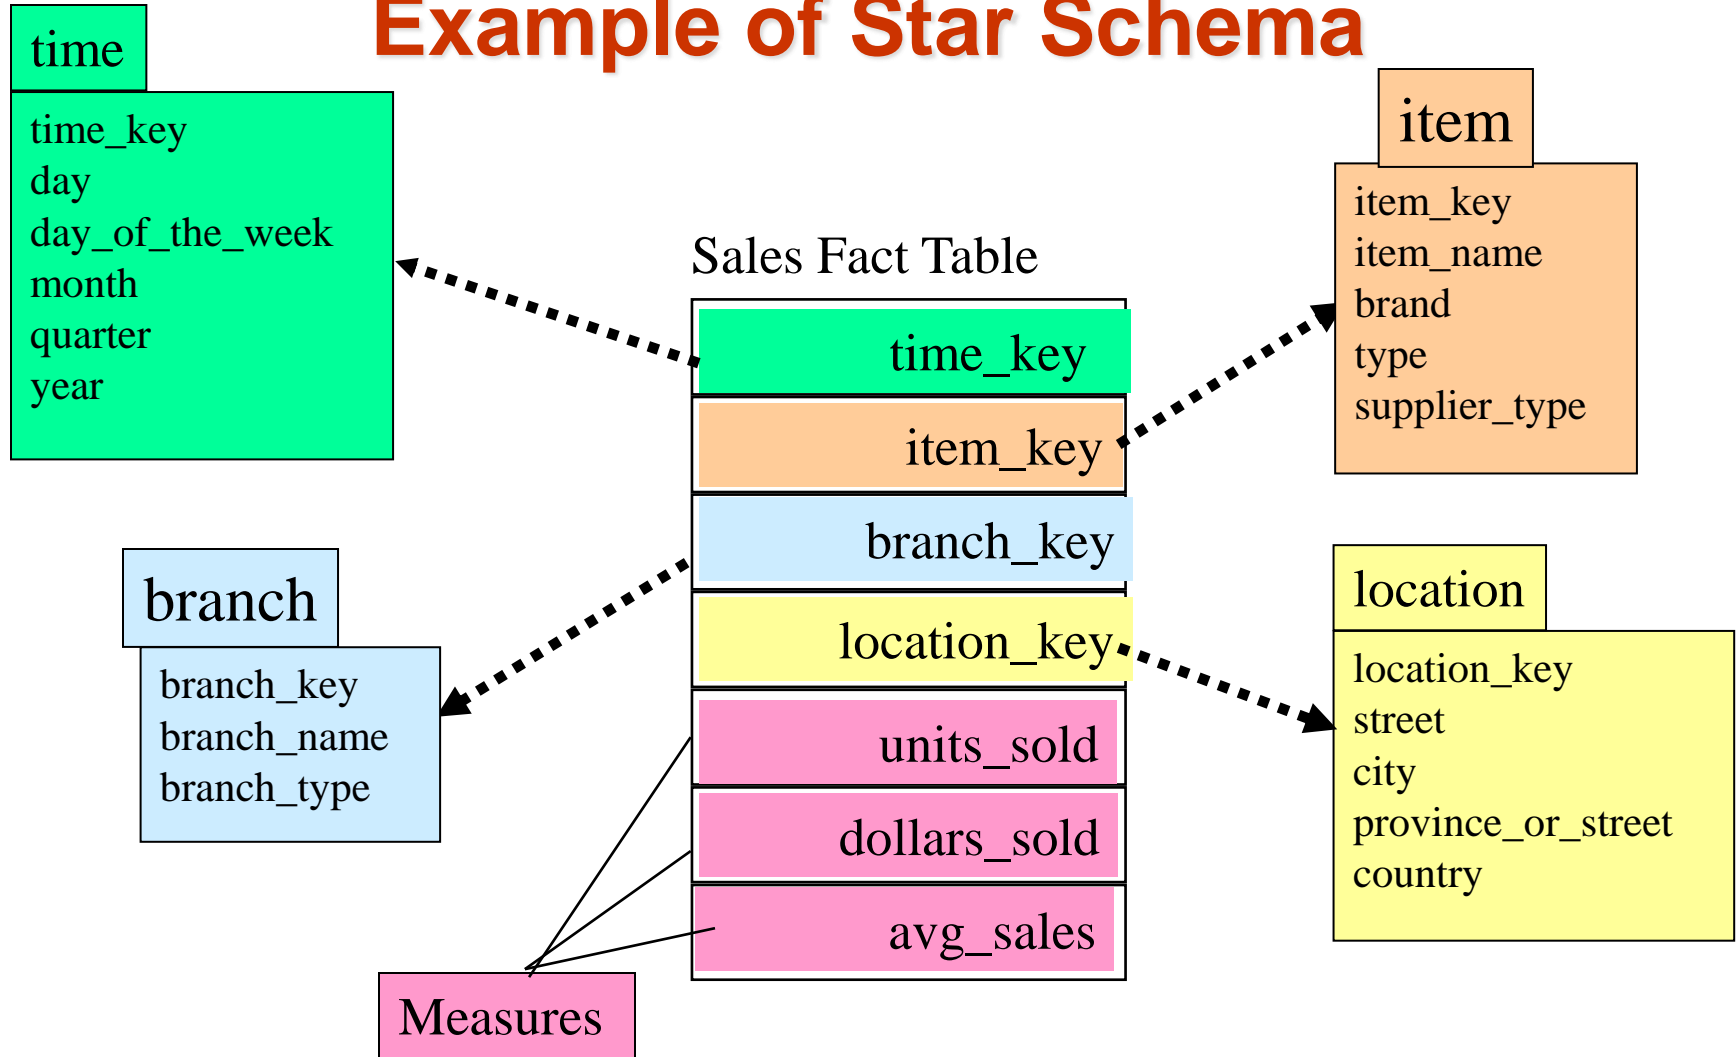 Example of Star Schema
time
time_key
day
day_of_the_week
month
quarter
year
item
item_key
item_name
brand
type
supplier_type
Sales Fact Table
time_key
item_key
branch_key
location_key
units_sold
dollars_sold
avg_sales
branch
branch_key
branch_name
branch_type
location
location_key
street
city
province_or_street
country
Measures